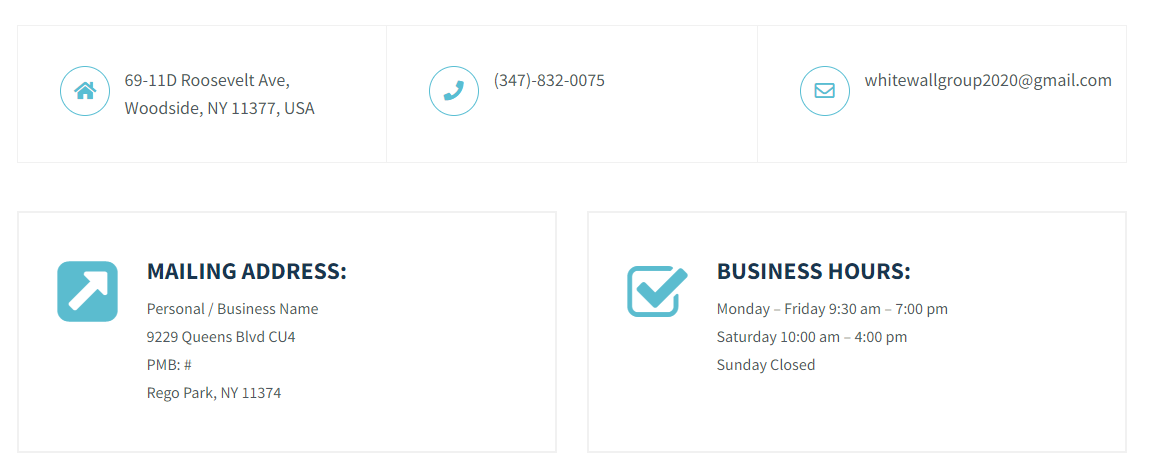 69-11D Roosevelt Ave,
Woodside, NY 11377, USA
(347)-832-0075
whitewallgroup2020@gmail.com
MAILING ADDRESS:
Personal / Business Name
9229 Queens Blvd CU4
PMB: #
Rego Park, NY 11374
BUSINESS HOURS:
Monday – Friday 9:30 am – 7:00 pm
Saturday 10:00 am – 4:00 pm
Sunday Closed